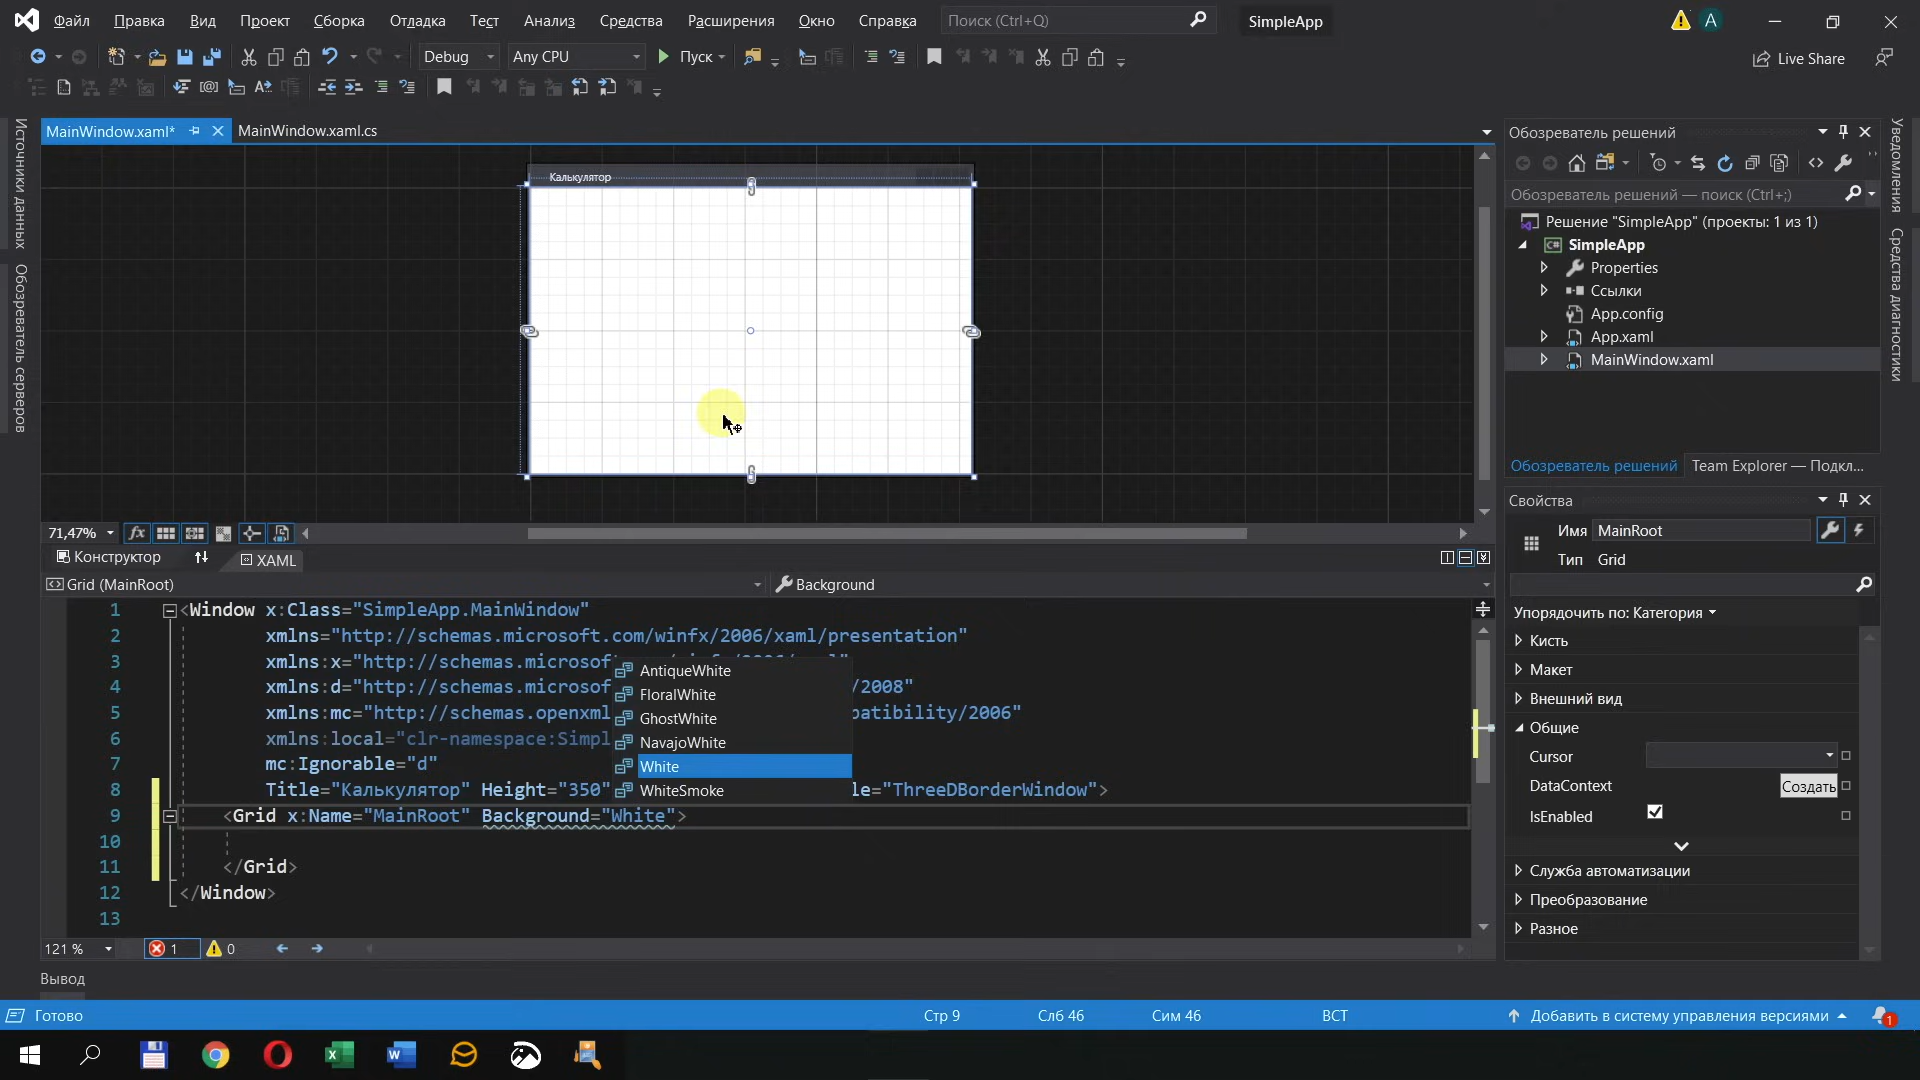 Файл Правка Вид Проект Сборка Отладка Тест Анализ Средства Расширения Окно Справка Поиск (Ctrl+Q) SimpleApp A
Debug Any CPU Пуск Live Share
MainWindow.xaml* MainWindow.xaml.cs
Источники данных
Обозреватель серверов
Калькулятор
71,47%
Конструктор XAML
Grid (MainRoot) Background
1 <Window x:Class="SimpleApp.MainWindow"
2 xmlns="http://schemas.microsoft.com/winfx/2006/xaml/presentation"
3 xmlns:x="http://schemas.microsof
4 xmlns:d="http://schemas.microsof /2008"
5 xmlns:mc="http://schemas.openxml patibility/2006"
6 xmlns:local="clr-namespace:Simpl
7 mc:Ignorable="d"
8 Title="Калькулятор" Height="350" le="ThreeDBorderWindow">
9 <Grid x:Name="MainRoot" Background="White">
10
11 </Grid>
12 </Window>
13
AntiqueWhite
FloralWhite
GhostWhite
NavajoWhite
White
WhiteSmoke
121 % 1 0
Вывод
Обозреватель решений
Обозреватель решений — поиск (Ctrl+;)
Решение "SimpleApp" (проекты: 1 из 1)
C# SimpleApp
Properties
Ссылки
App.config
App.xaml
MainWindow.xaml
Обозреватель решений Team Explorer — Подкл...
Свойства
Имя MainRoot
Тип Grid
Упорядочить по: Категория
Кисть
Макет
Внешний вид
Общие
Cursor
DataContext Создать
IsEnabled
Служба автоматизации
Преобразование
Разное
Уведомления
Средства диагностики
Готово Стр 9 Слб 46 Сим 46 ВСТ Добавить в систему управления версиями 1